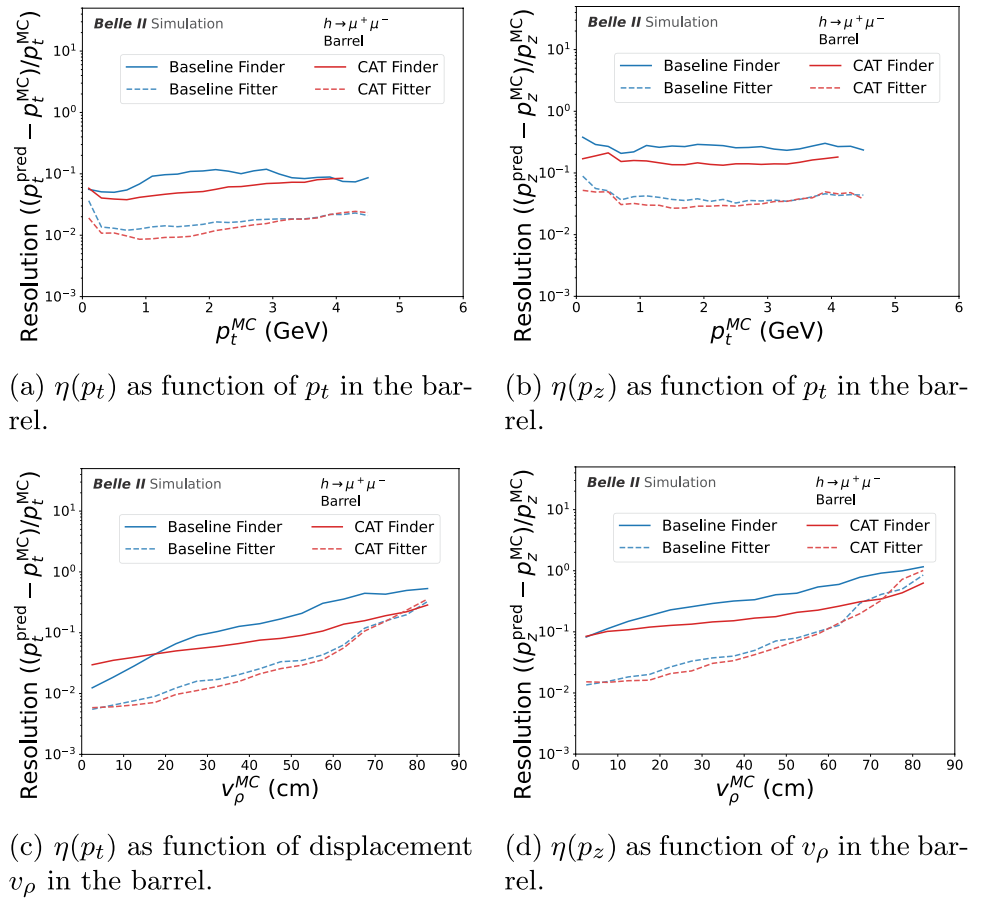 Belle II Simulation
h → μ⁺μ⁻
Barrel
Baseline Finder
CAT Finder
Baseline Fitter
CAT Fitter
Resolution ((p_t^pred − p_t^MC)/p_t^MC)
10¹
10⁰
10⁻¹
10⁻²
10⁻³
0 1 2 3 4 5 6
p_t^MC (GeV)
(a) η(p_t) as function of p_t in the bar-
rel.
Belle II Simulation
h → μ⁺μ⁻
Barrel
Baseline Finder
CAT Finder
Baseline Fitter
CAT Fitter
Resolution ((p_z^pred − p_z^MC)/p_z^MC)
10¹
10⁰
10⁻¹
10⁻²
10⁻³
0 1 2 3 4 5 6
p_t^MC (GeV)
(b) η(p_z) as function of p_t in the bar-
rel.
Belle II Simulation
h → μ⁺μ⁻
Barrel
Baseline Finder
CAT Finder
Baseline Fitter
CAT Fitter
Resolution ((p_t^pred − p_t^MC)/p_t^MC)
10¹
10⁰
10⁻¹
10⁻²
10⁻³
0 10 20 30 40 50 60 70 80 90
v_ρ^MC (cm)
(c) η(p_t) as function of displacement
v_ρ in the barrel.
Belle II Simulation
h → μ⁺μ⁻
Barrel
Baseline Finder
CAT Finder
Baseline Fitter
CAT Fitter
Resolution ((p_z^pred − p_z^MC)/p_z^MC)
10¹
10⁰
10⁻¹
10⁻²
10⁻³
0 10 20 30 40 50 60 70 80 90
v_ρ^MC (cm)
(d) η(p_z) as function of v_ρ in the bar-
rel.